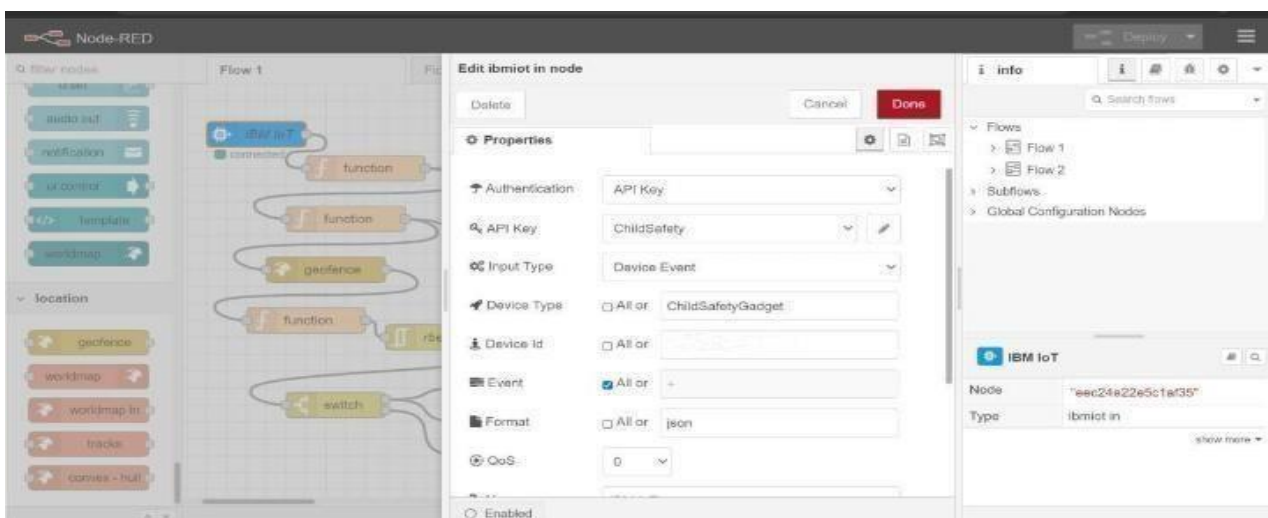 Node-RED
Deploy
filter nodes
Flow 1
audio out
notification
ui control
template
worldmap
location
geofence
worldmap
worldmap in
tracks
convex - hull
IBM IoT
connected
function
function
geofence
function
rbe
switch
Edit ibmiot in node
Delete
Cancel
Done
Properties
Authentication
API Key
API Key
ChildSafety
Input Type
Device Event
Device Type
All or
ChildSafetyGadget
Device Id
All or
Event
All or
+
Format
All or
json
QoS
0
Enabled
i info
Search flows
Flows
Flow 1
Flow 2
Subflows
Global Configuration Nodes
IBM IoT
Node
"eec24e22e5c1af35"
Type
ibmiot in
show more